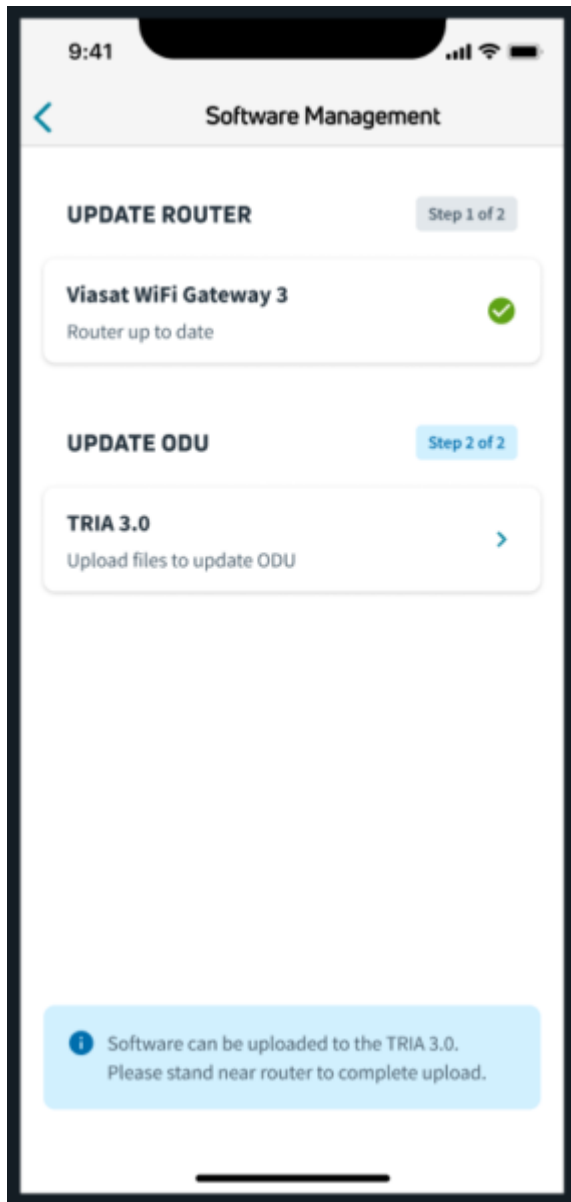 9:41
Software Management
UPDATE ROUTER
Step 1 of 2
Viasat WiFi Gateway 3
Router up to date
UPDATE ODU
Step 2 of 2
TRIA 3.0
Upload files to update ODU
Software can be uploaded to the TRIA 3.0.
Please stand near router to complete upload.